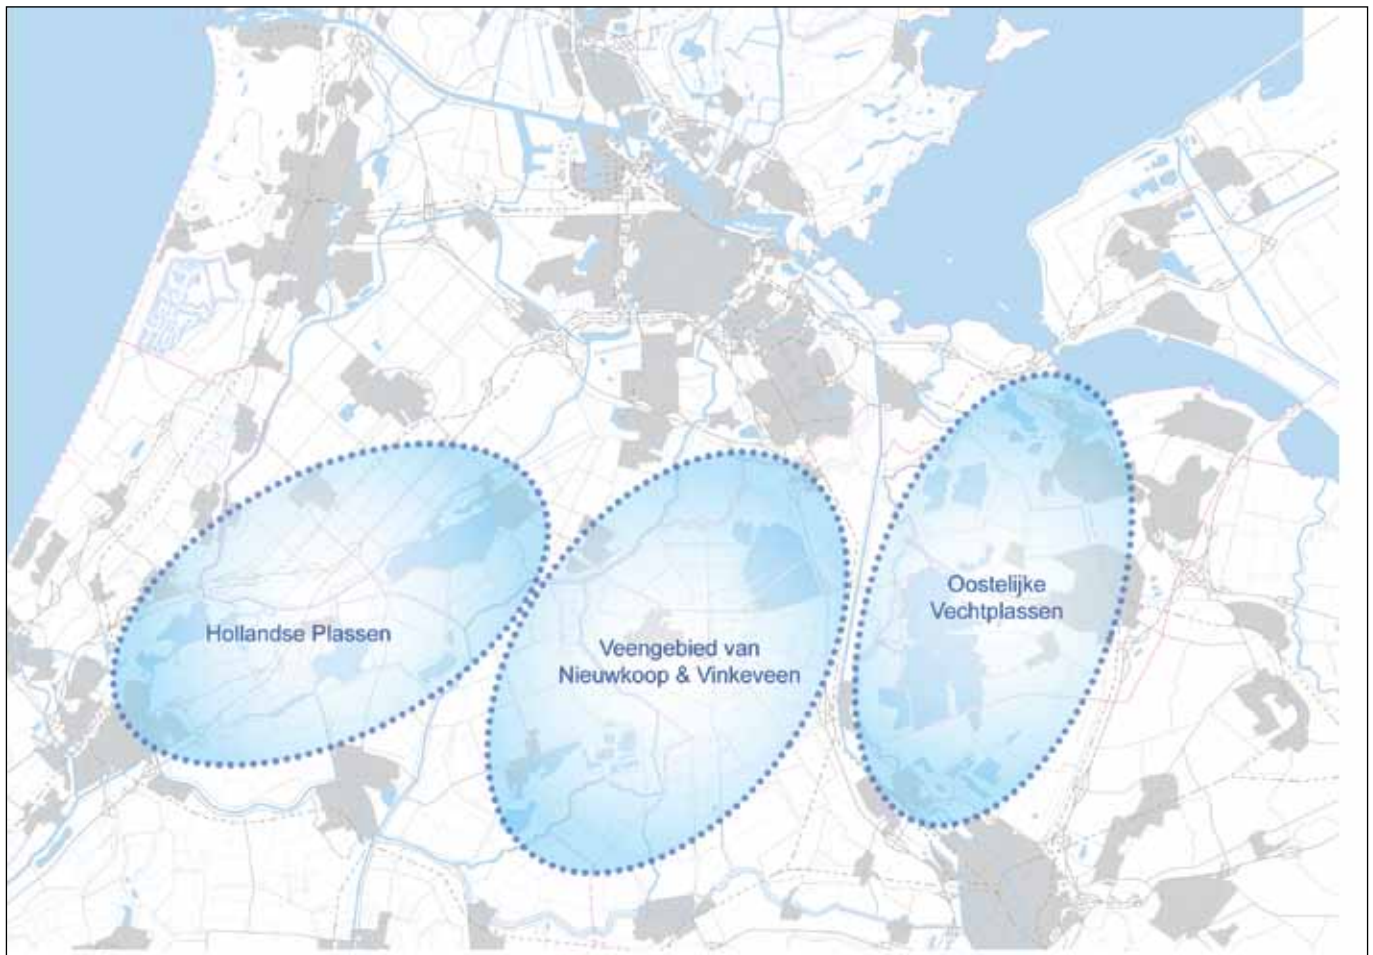 Hollandse Plassen
Veengebied van
Nieuwkoop & Vinkeveen
Oostelijke
Vechtplassen